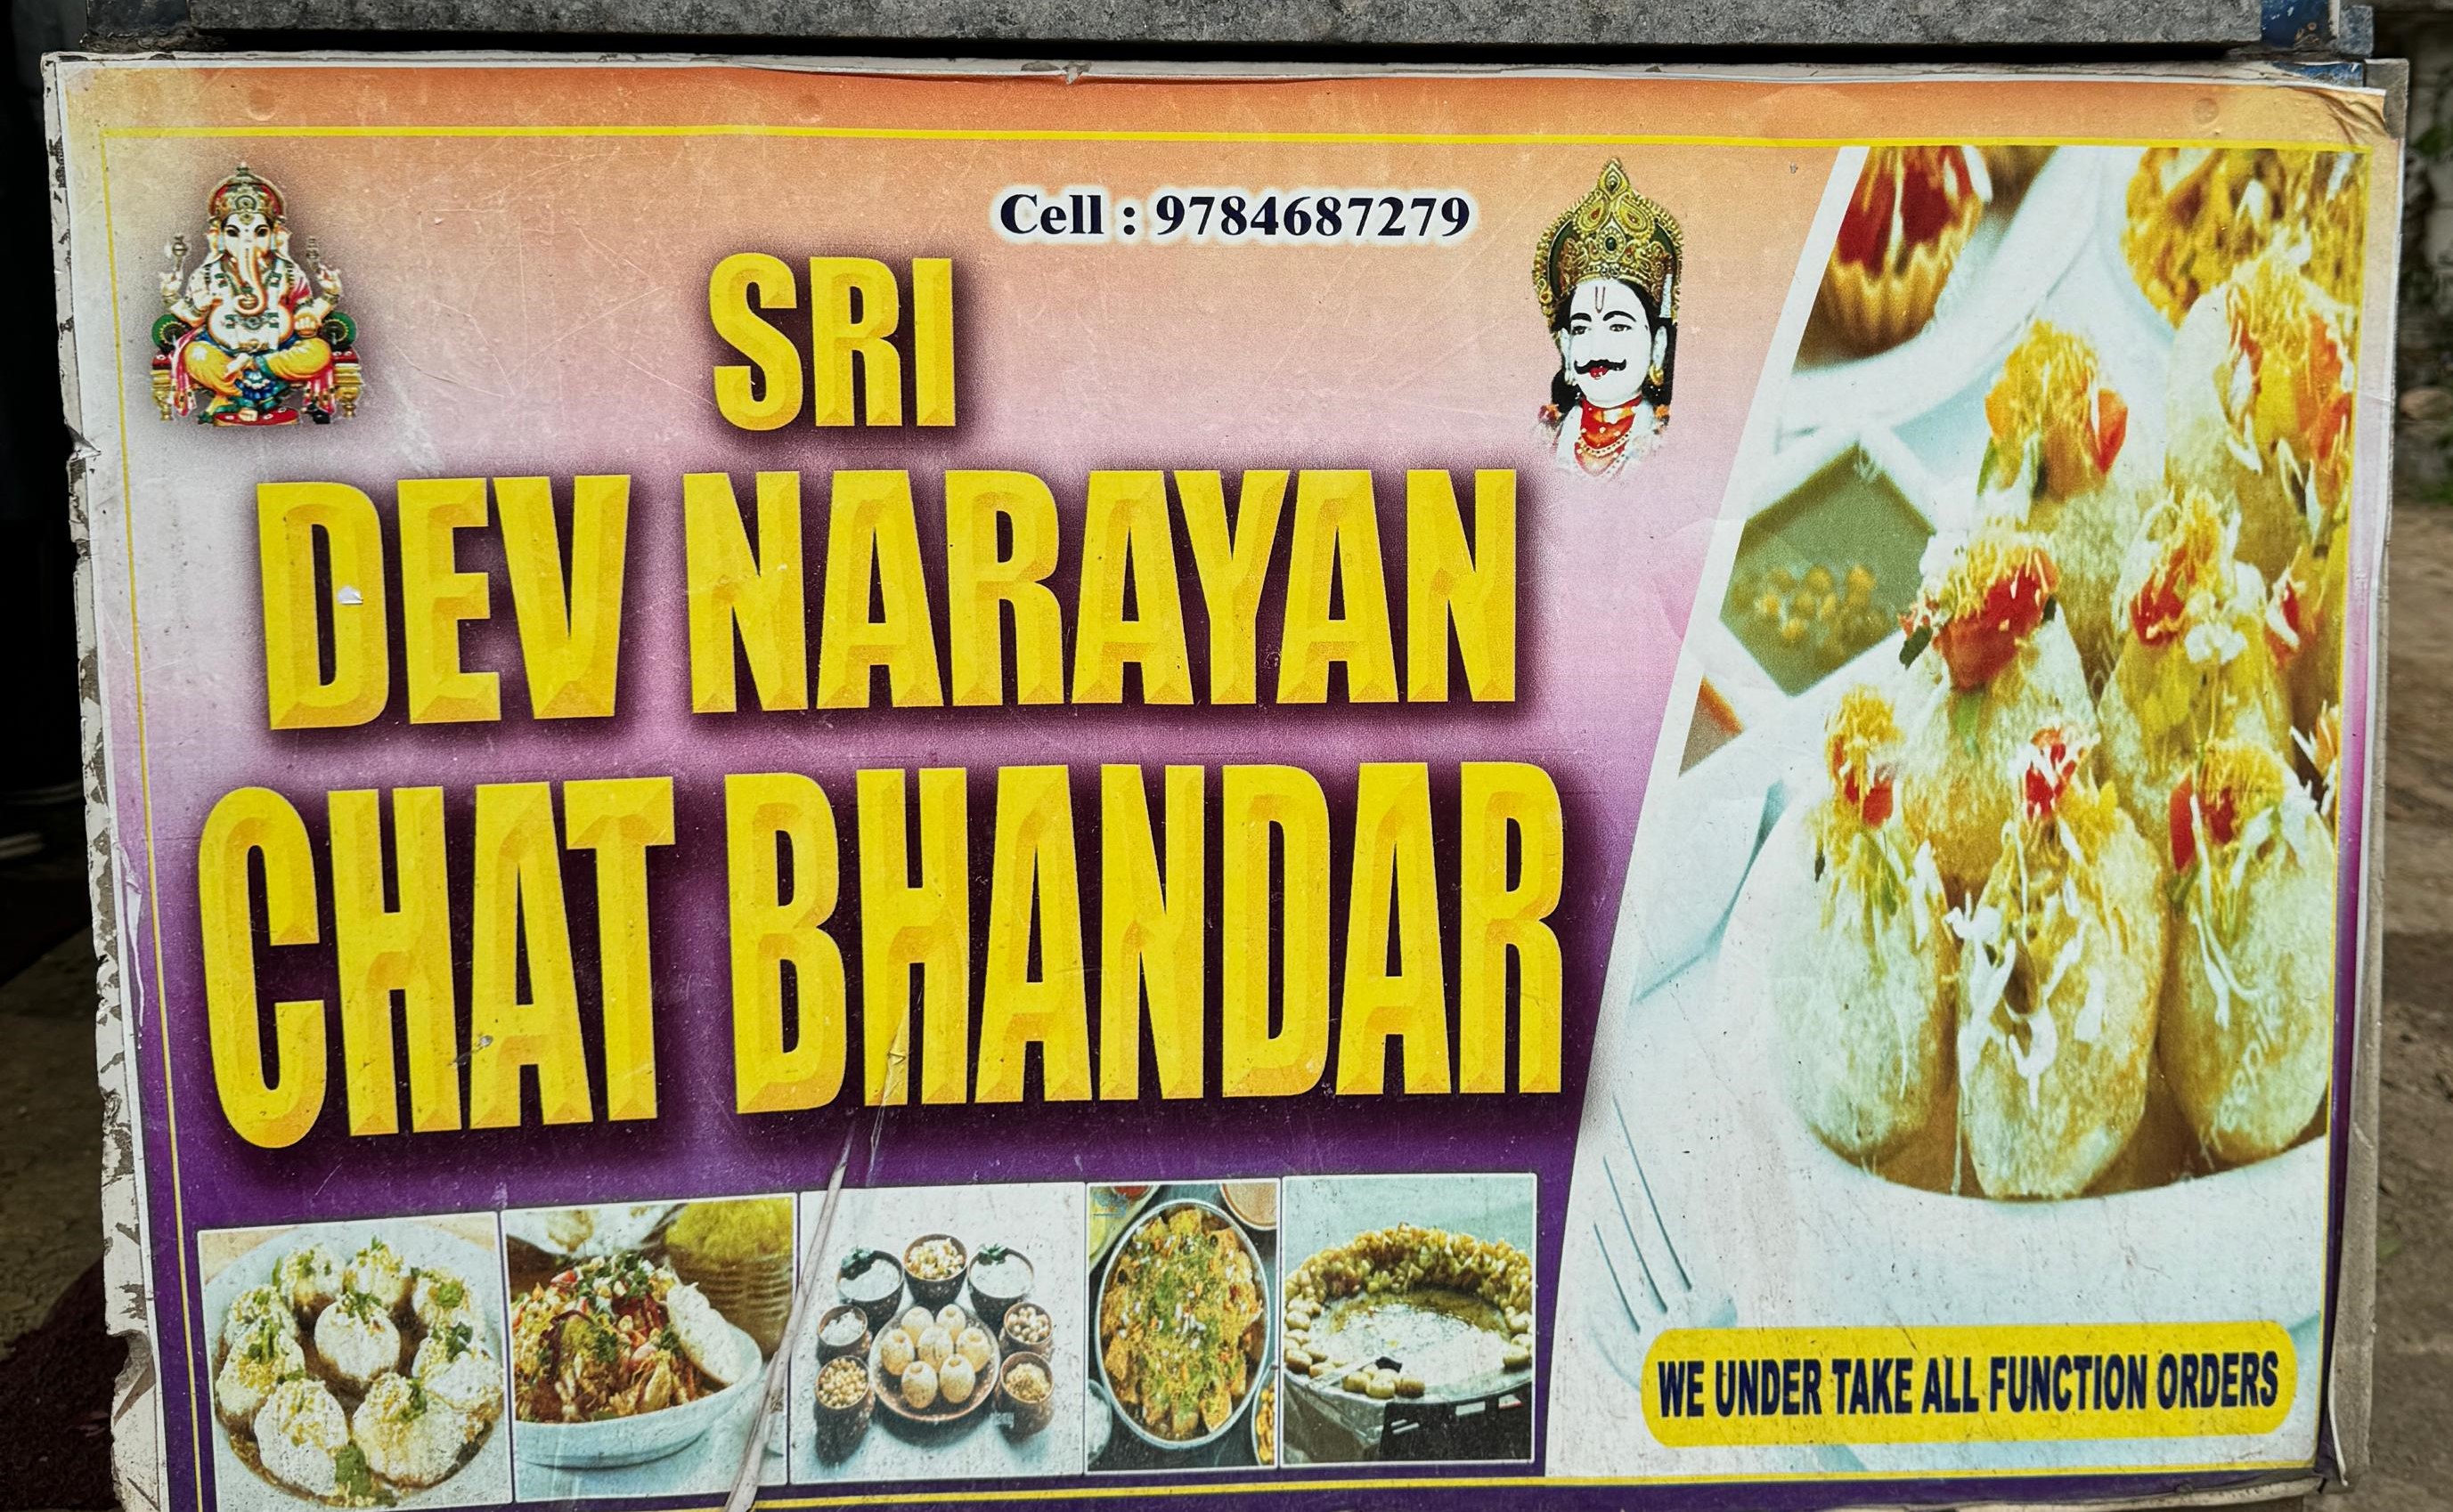 Cell : 9784687279
SRI
DEV NARAYAN
CHAT BHANDAR
WE UNDER TAKE ALL FUNCTION ORDERS